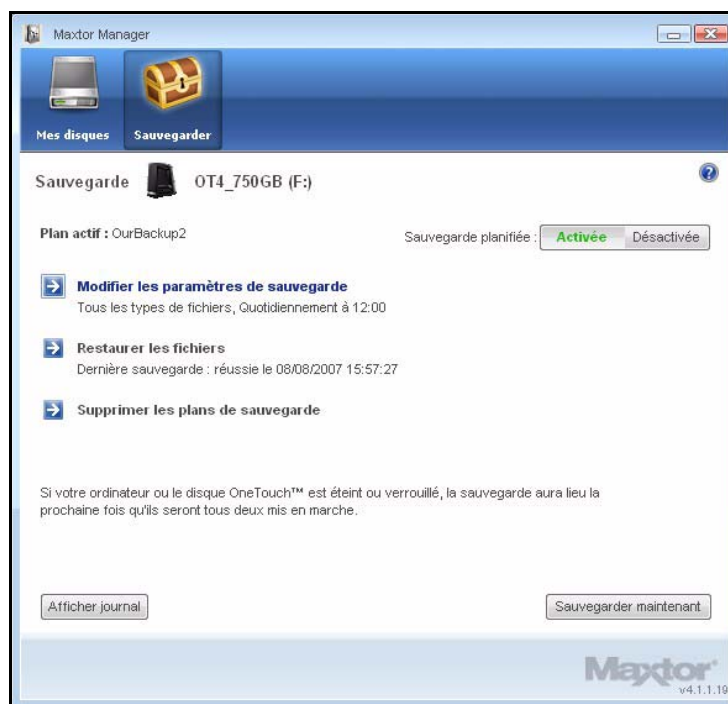 Maxtor Manager
Mes disques
Sauvegarder
Sauvegarde OT4_750GB (F:)
Plan actif : OurBackup2
Sauvegarde planifiée : Activée Désactivée
Modifier les paramètres de sauvegarde
Tous les types de fichiers, Quotidiennement à 12:00
Restaurer les fichiers
Dernière sauvegarde : réussie le 08/08/2007 15:57:27
Supprimer les plans de sauvegarde
Si votre ordinateur ou le disque OneTouch™ est éteint ou verrouillé, la sauvegarde aura lieu la
prochaine fois qu'ils seront tous deux mis en marche.
Afficher journal
Sauvegarder maintenant
Maxtor
v4.1.1.19